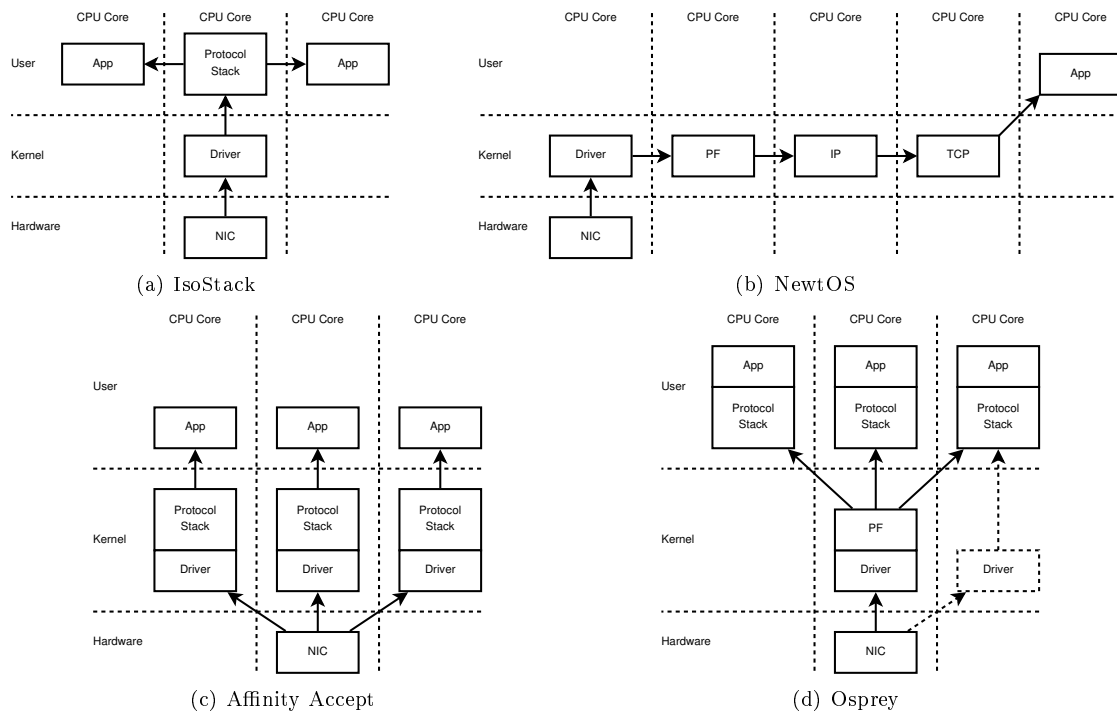 CPU Core CPU Core CPU Core
User
App
Protocol
Stack
App
Kernel
Driver
Hardware
NIC
(a) IsoStack
CPU Core CPU Core CPU Core CPU Core CPU Core
User
App
Kernel
Driver PF IP TCP
Hardware
NIC
(b) NewtOS
CPU Core CPU Core CPU Core
User
App App App
Protocol Protocol Protocol
Stack Stack Stack
Kernel
Driver Driver Driver
Hardware
NIC
(c) Affinity Accept
CPU Core CPU Core CPU Core
App App App
User
Protocol Protocol Protocol
Stack Stack Stack
PF
Kernel
Driver Driver
Hardware
NIC
(d) Osprey